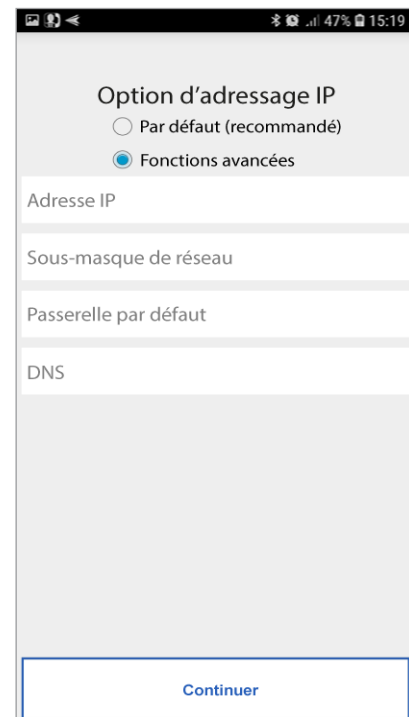 47% 15:19
Option d’adressage IP
Par défaut (recommandé)
Fonctions avancées
Adresse IP
Sous-masque de réseau
Passerelle par défaut
DNS
Continuer